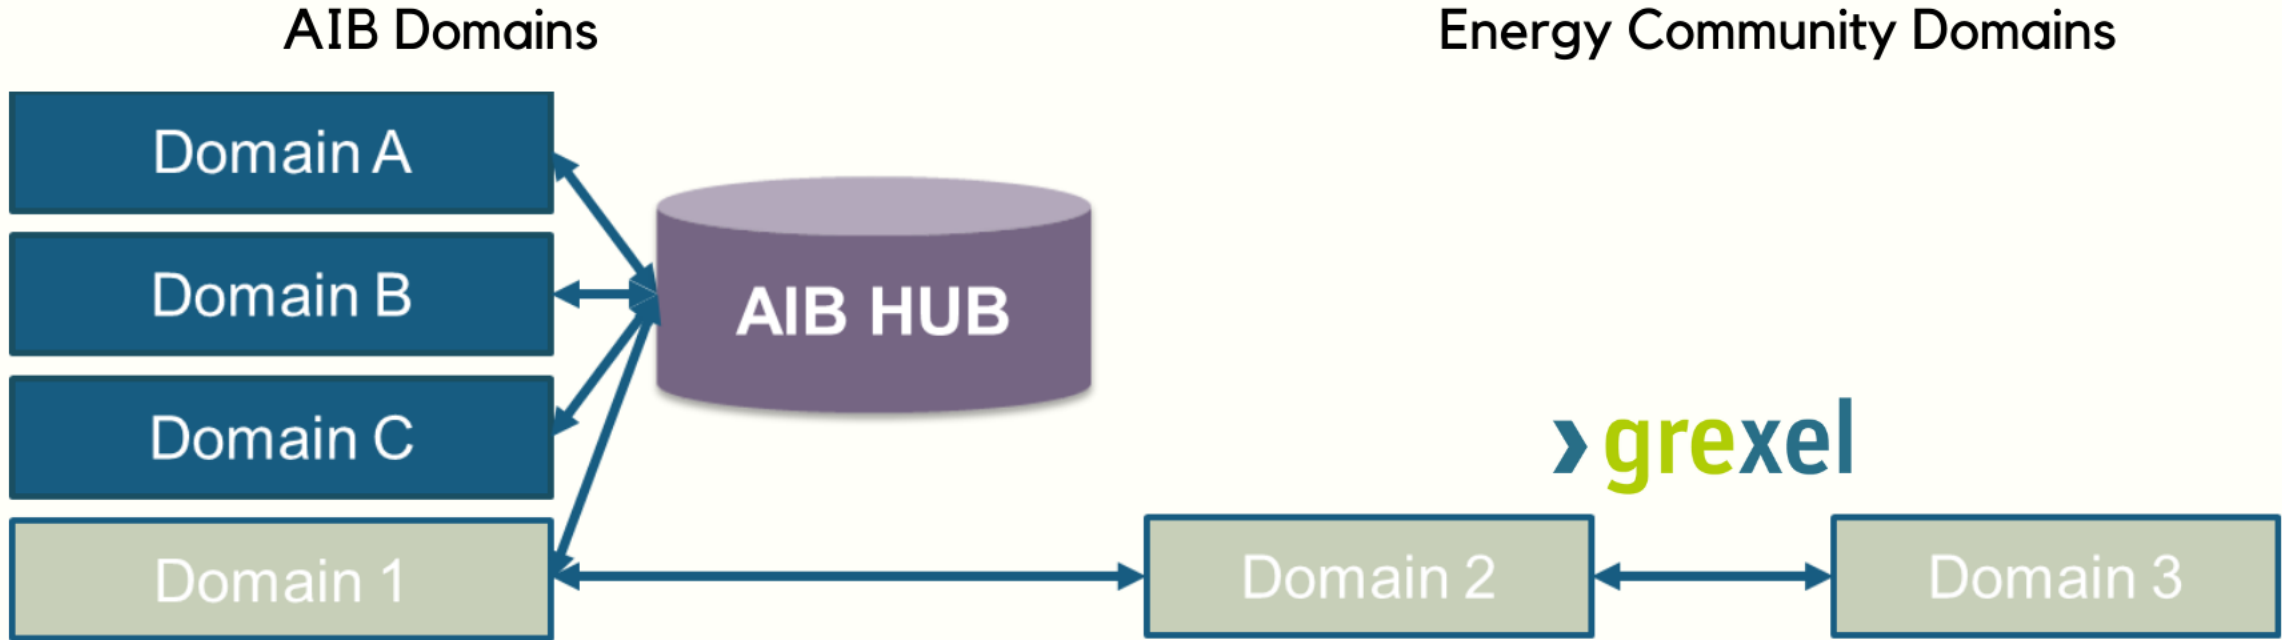 AIB Domains
Energy Community Domains
Domain A
Domain B
AIB HUB
Domain C
grexel
Domain 1
Domain 2
Domain 3